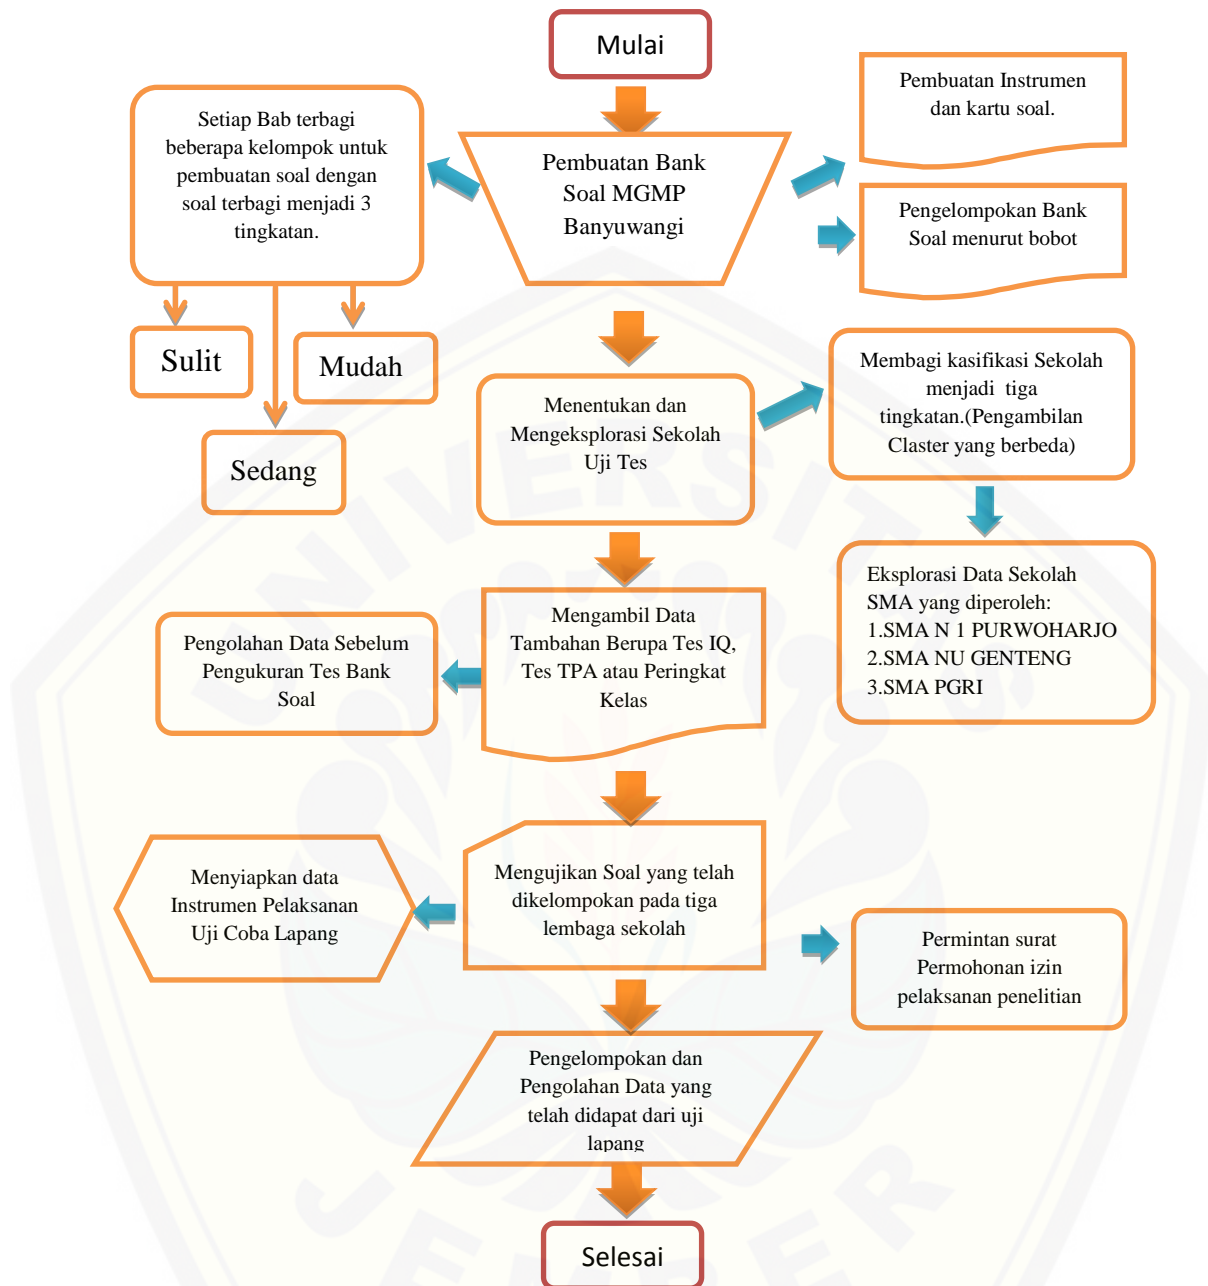 Mulai
Pembuatan Instrumen
dan kartu soal.
Setiap Bab terbagi
beberapa kelompok untuk
pembuatan soal dengan
soal terbagi menjadi 3
tingkatan.
Pembuatan Bank
Soal MGMP
Banyuwangi
Pengelompokan Bank
Soal menurut bobot
Sulit
Mudah
Sedang
Menentukan dan
Mengeksplorasi Sekolah
Uji Tes
Membagi kasifikasi Sekolah
menjadi tiga
tingkatan.(Pengambilan
Claster yang berbeda)
Eksplorasi Data Sekolah
SMA yang diperoleh:
1.SMA N 1 PURWOHARJO
2.SMA NU GENTENG
3.SMA PGRI
Pengolahan Data Sebelum
Pengukuran Tes Bank
Soal
Mengambil Data
Tambahan Berupa Tes IQ,
Tes TPA atau Peringkat
Kelas
Menyiapkan data
Instrumen Pelaksanan
Uji Coba Lapang
Mengujikan Soal yang telah
dikelompokan pada tiga
lembaga sekolah
Permintan surat
Permohonan izin
pelaksanan penelitian
Pengelompokan dan
Pengolahan Data yang
telah didapat dari uji
lapang
Selesai
UNIVERSITAS
JEMBER